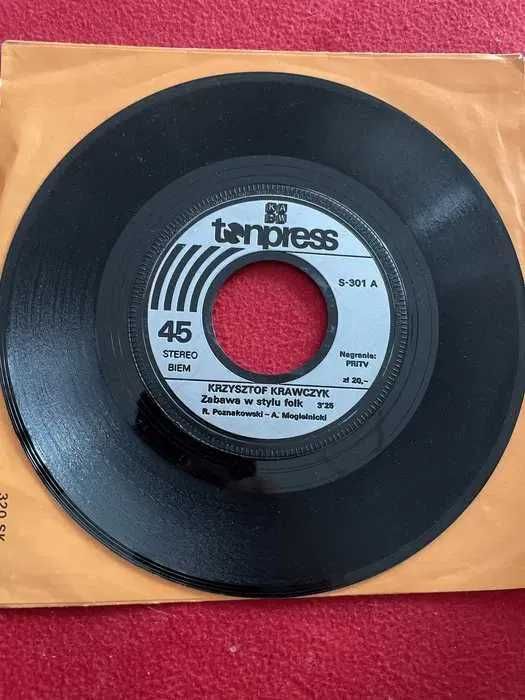 KAW
tonpress
S-301 A
45
STEREO
BIEM
Nagranie:
PRiTV
zł 20,-
KRZYSZTOF KRAWCZYK
Zabawa w stylu folk 3'25
R. Poznakowski – A. Mogielnicki
320 SK